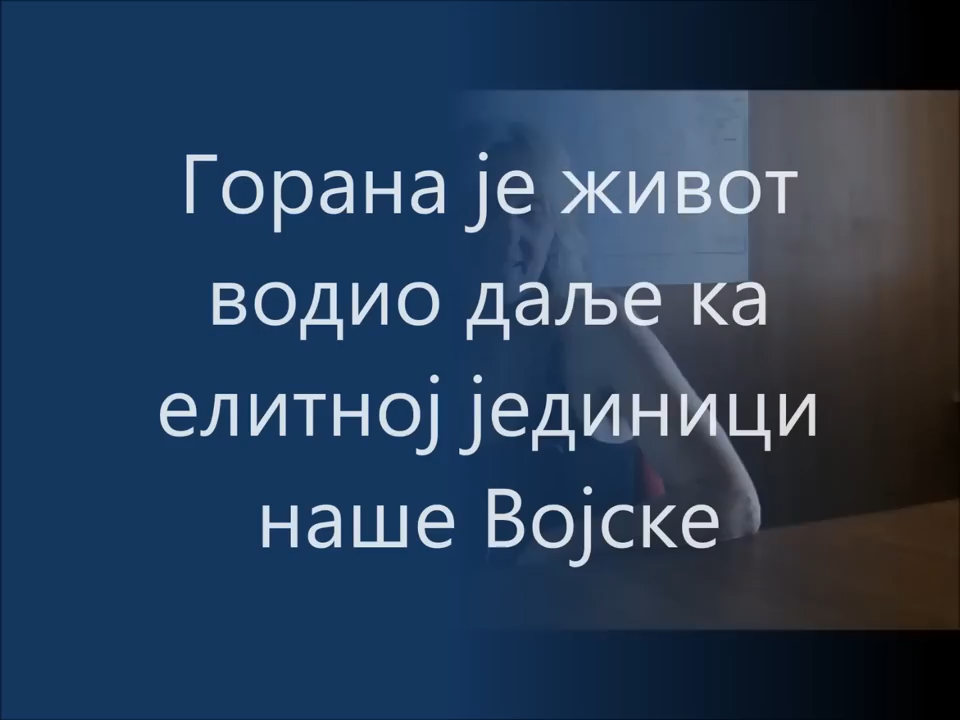 Горана је живот
водио даље ка
елитној јединици
наше Војске